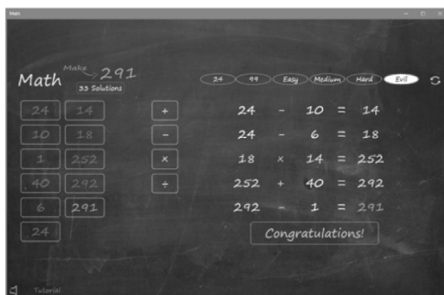 Math
Math
Make
291
33 Solutions
24 99 Easy Medium Hard Evil
24 14
10 18
1 252
40 292
6 291
24
+
-
×
÷
24 - 10 = 14
24 - 6 = 18
18 × 14 = 252
252 + 40 = 292
292 - 1 = 291
Congratulations!
Tutorial